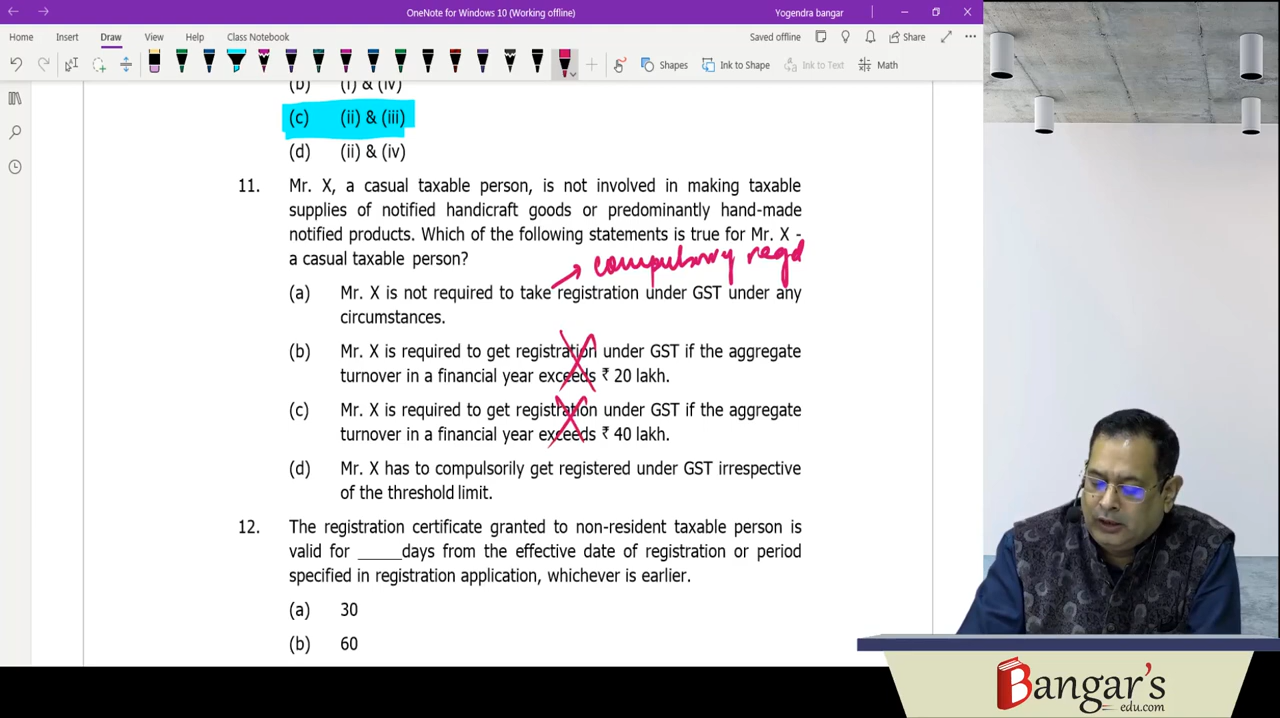 OneNote for Windows 10 (Working offline)
Yogendra bangar
Home Insert Draw View Help Class Notebook
Saved offline
Share
Shapes
Ink to Shape
Ink to Text
Math
(b) (i) & (iv)
(c) (ii) & (iii)
(d) (ii) & (iv)
11. Mr. X, a casual taxable person, is not involved in making taxable
supplies of notified handicraft goods or predominantly hand-made
notified products. Which of the following statements is true for Mr. X -
a casual taxable person?
compulsory regd
(a) Mr. X is not required to take registration under GST under any
circumstances.
(b) Mr. X is required to get registration under GST if the aggregate
turnover in a financial year exceeds ₹ 20 lakh.
(c) Mr. X is required to get registration under GST if the aggregate
turnover in a financial year exceeds ₹ 40 lakh.
(d) Mr. X has to compulsorily get registered under GST irrespective
of the threshold limit.
12. The registration certificate granted to non-resident taxable person is
valid for _____days from the effective date of registration or period
specified in registration application, whichever is earlier.
(a) 30
(b) 60
Bangar's
edu.com